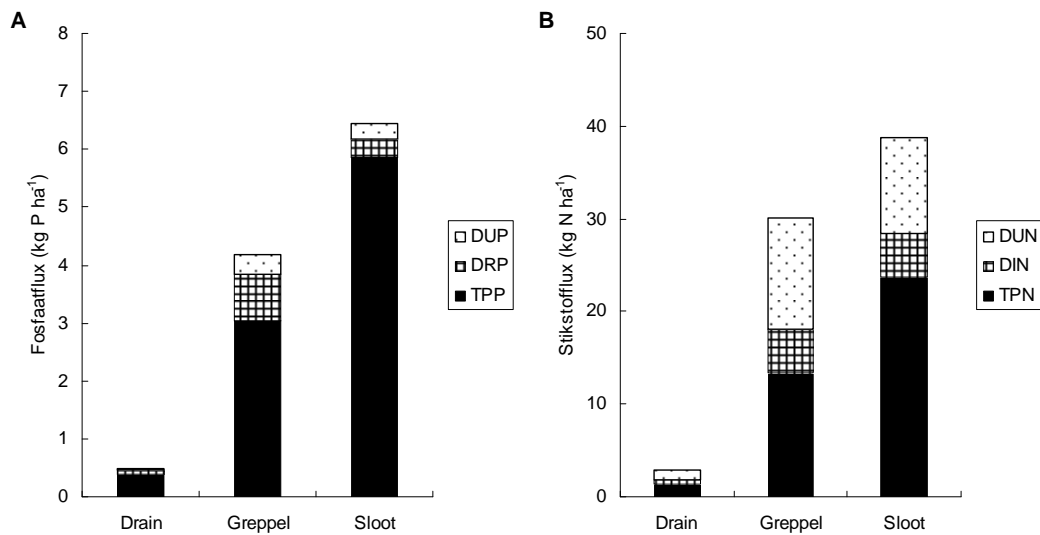 A
Fosfaatflux (kg P ha-1)
8
7
6
5
4
3
2
1
0
Drain
Greppel
Sloot
DUP
DRP
TPP
B
Stikstofflux (kg N ha-1)
50
40
30
20
10
0
Drain
Greppel
Sloot
DUN
DIN
TPN